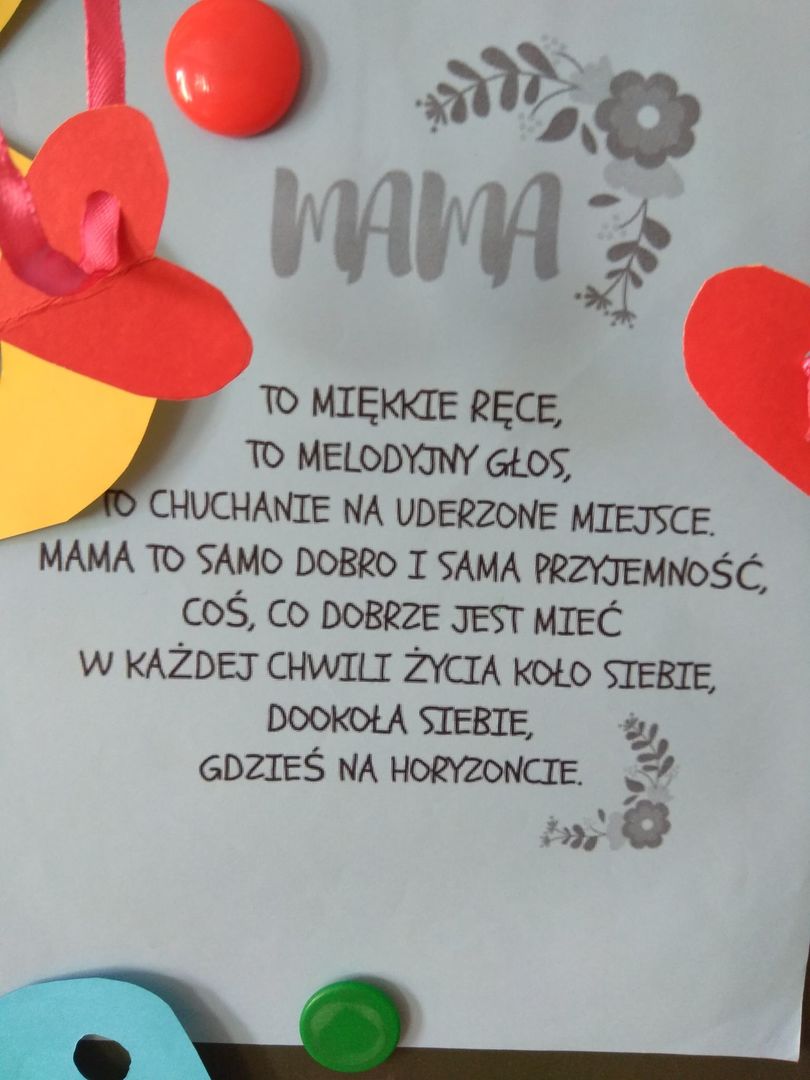 MAMA
TO MIĘKKIE RĘCE,
TO MELODYJNY GŁOS,
TO CHUCHANIE NA UDERZONE MIEJSCE.
MAMA TO SAMO DOBRO I SAMA PRZYJEMNOŚĆ,
COŚ, CO DOBRZE JEST MIEĆ
W KAŻDEJ CHWILI ŻYCIA KOŁO SIEBIE,
DOOKOŁA SIEBIE,
GDZIEŚ NA HORYZONCIE.